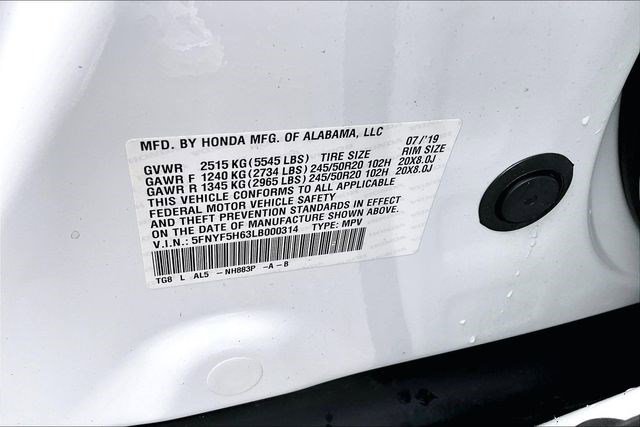 MFD. BY HONDA MFG. OF ALABAMA, LLC 07/'19
GVWR 2515 KG (5545 LBS) TIRE SIZE RIM SIZE
GAWR F 1240 KG (2734 LBS) 245/50R20 102H 20X8.0J
GAWR R 1345 KG (2965 LBS) 245/50R20 102H 20X8.0J
THIS VEHICLE CONFORMS TO ALL APPLICABLE
FEDERAL MOTOR VEHICLE SAFETY
AND THEFT PREVENTION STANDARDS IN EFFECT
ON THE DATE OF MANUFACTURE SHOWN ABOVE.
V.I.N.: 5FNYF5H63LB000314 TYPE: MPV
TG8 L AL5 -NH883P -A-B